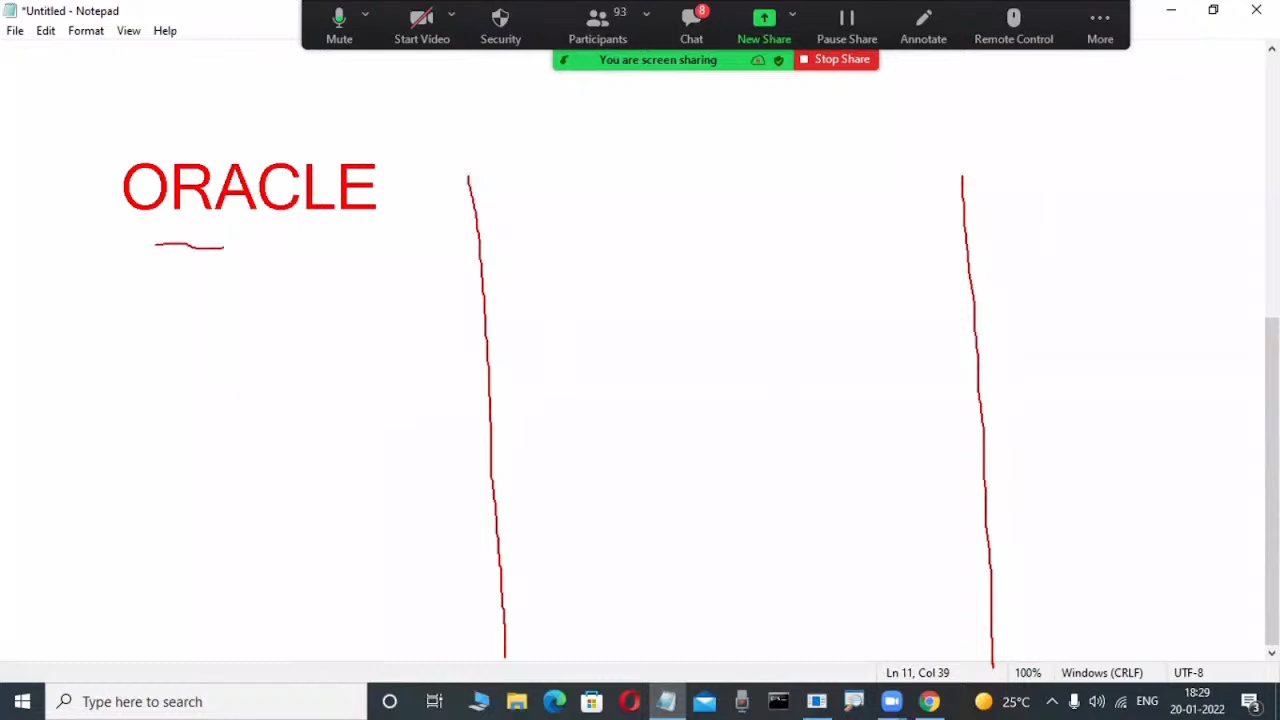 *Untitled - Notepad
File Edit Format View Help
93
8
Mute Start Video Security Participants Chat New Share Pause Share Annotate Remote Control More
You are screen sharing Stop Share
ORACLE
Ln 11, Col 39 100% Windows (CRLF) UTF-8
Type here to search
25°C ENG
18:29
20-01-2022
3